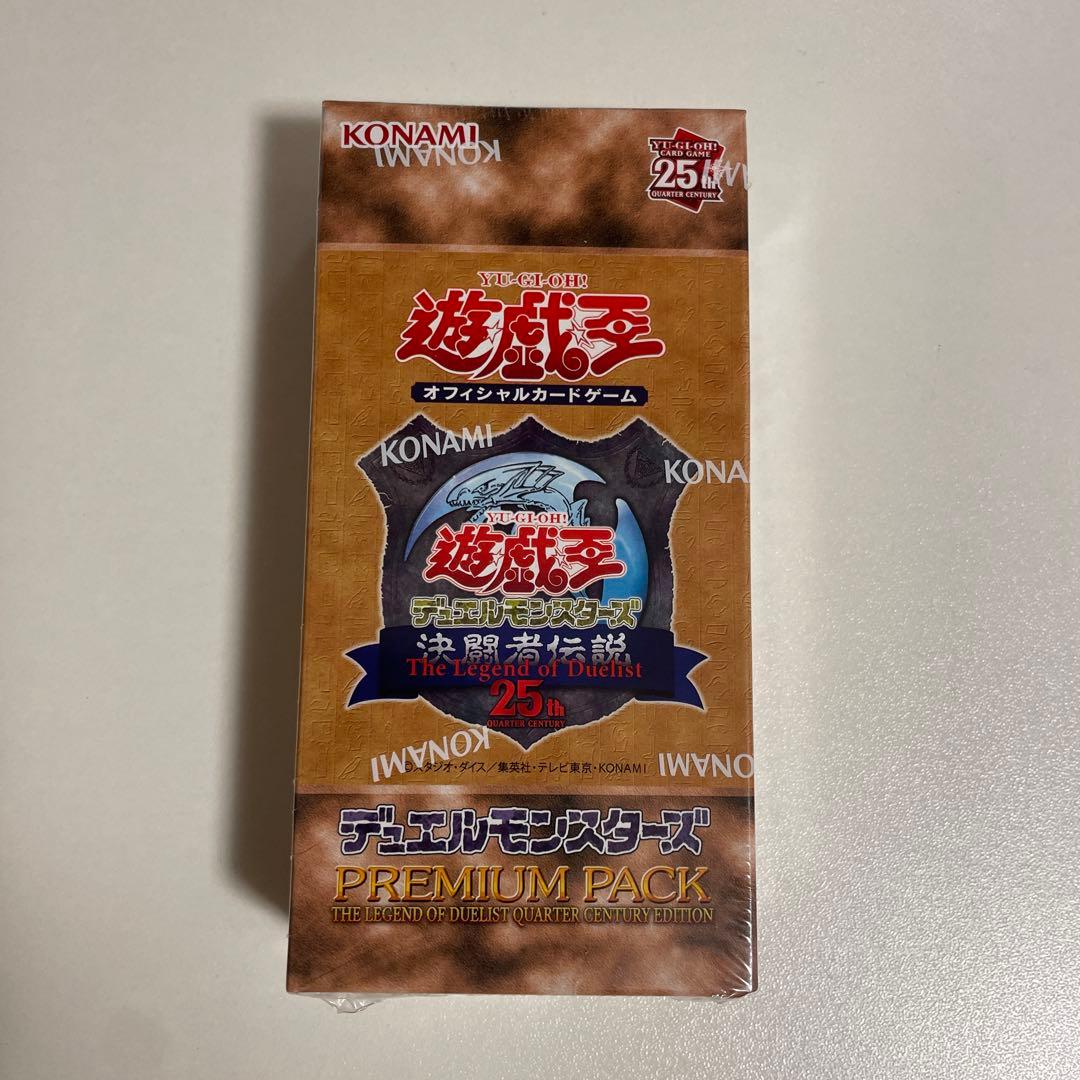 KONAMI
KONAMI
YU-GI-OH!
CARD GAME
25th
QUARTER CENTURY
YU-GI-OH!
遊戯王
オフィシャルカードゲーム
KONAMI
KONA
YU-GI-OH!
遊戯王
デュエルモンスターズ
決闘者伝説
The Legend of Duelist
25th
QUARTER CENTURY
KONAMI
©スタジオ・ダイス／集英社・テレビ東京・KONAMI
KONAMI
デュエルモンスターズ
PREMIUM PACK
THE LEGEND OF DUELIST QUARTER CENTURY EDITION